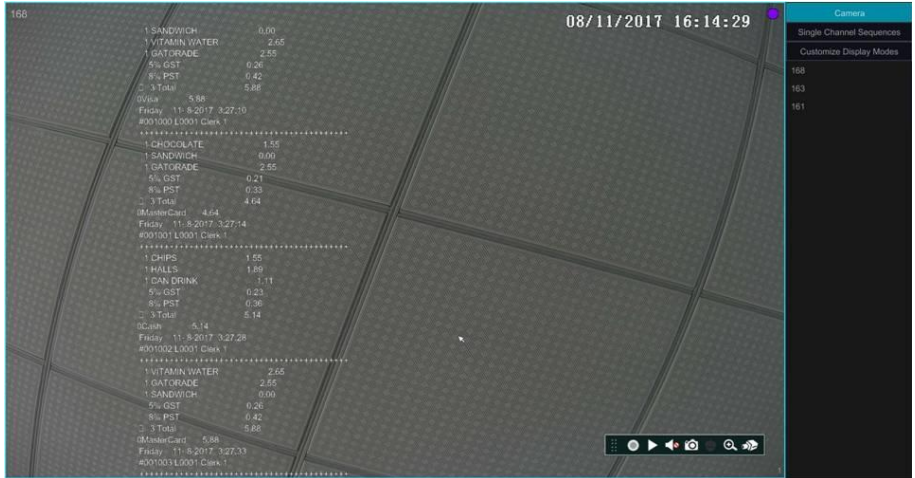 168
08/11/2017 16:14:29
1 SANDWICH 0.00
1 VITAMIN WATER 2.65
1 GATORADE 2.55
5% GST 0.26
8% PST 0.42
3 Total 5.88
0Visa 5.88
Friday 11- 8-2017 3:27:10
#001000 L0001 Clerk 1
++++++++++++++++++++++++++++++++++++
1 CHOCOLATE 1.55
1 SANDWICH 0.00
1 GATORADE 2.55
5% GST 0.21
8% PST 0.33
3 Total 4.64
0MasterCard 4.64
Friday 11- 8-2017 3:27:14
#001001 L0001 Clerk 1
++++++++++++++++++++++++++++++++++++
1 CHIPS 1.55
1 HALLS 1.89
1 CAN DRINK 1.11
5% GST 0.23
8% PST 0.36
3 Total 5.14
0Cash 5.14
Friday 11- 8-2017 3:27:28
#001002 L0001 Clerk 1
++++++++++++++++++++++++++++++++++++
1 VITAMIN WATER 2.65
1 GATORADE 2.55
1 SANDWICH 0.00
5% GST 0.26
8% PST 0.42
3 Total 5.88
0MasterCard 5.88
Friday 11- 8-2017 3:27:33
#001003 L0001 Clerk 1
++++++++++++++++++++++++++++++++++++
1
Camera
Single Channel Sequences
Customize Display Modes
168
163
161